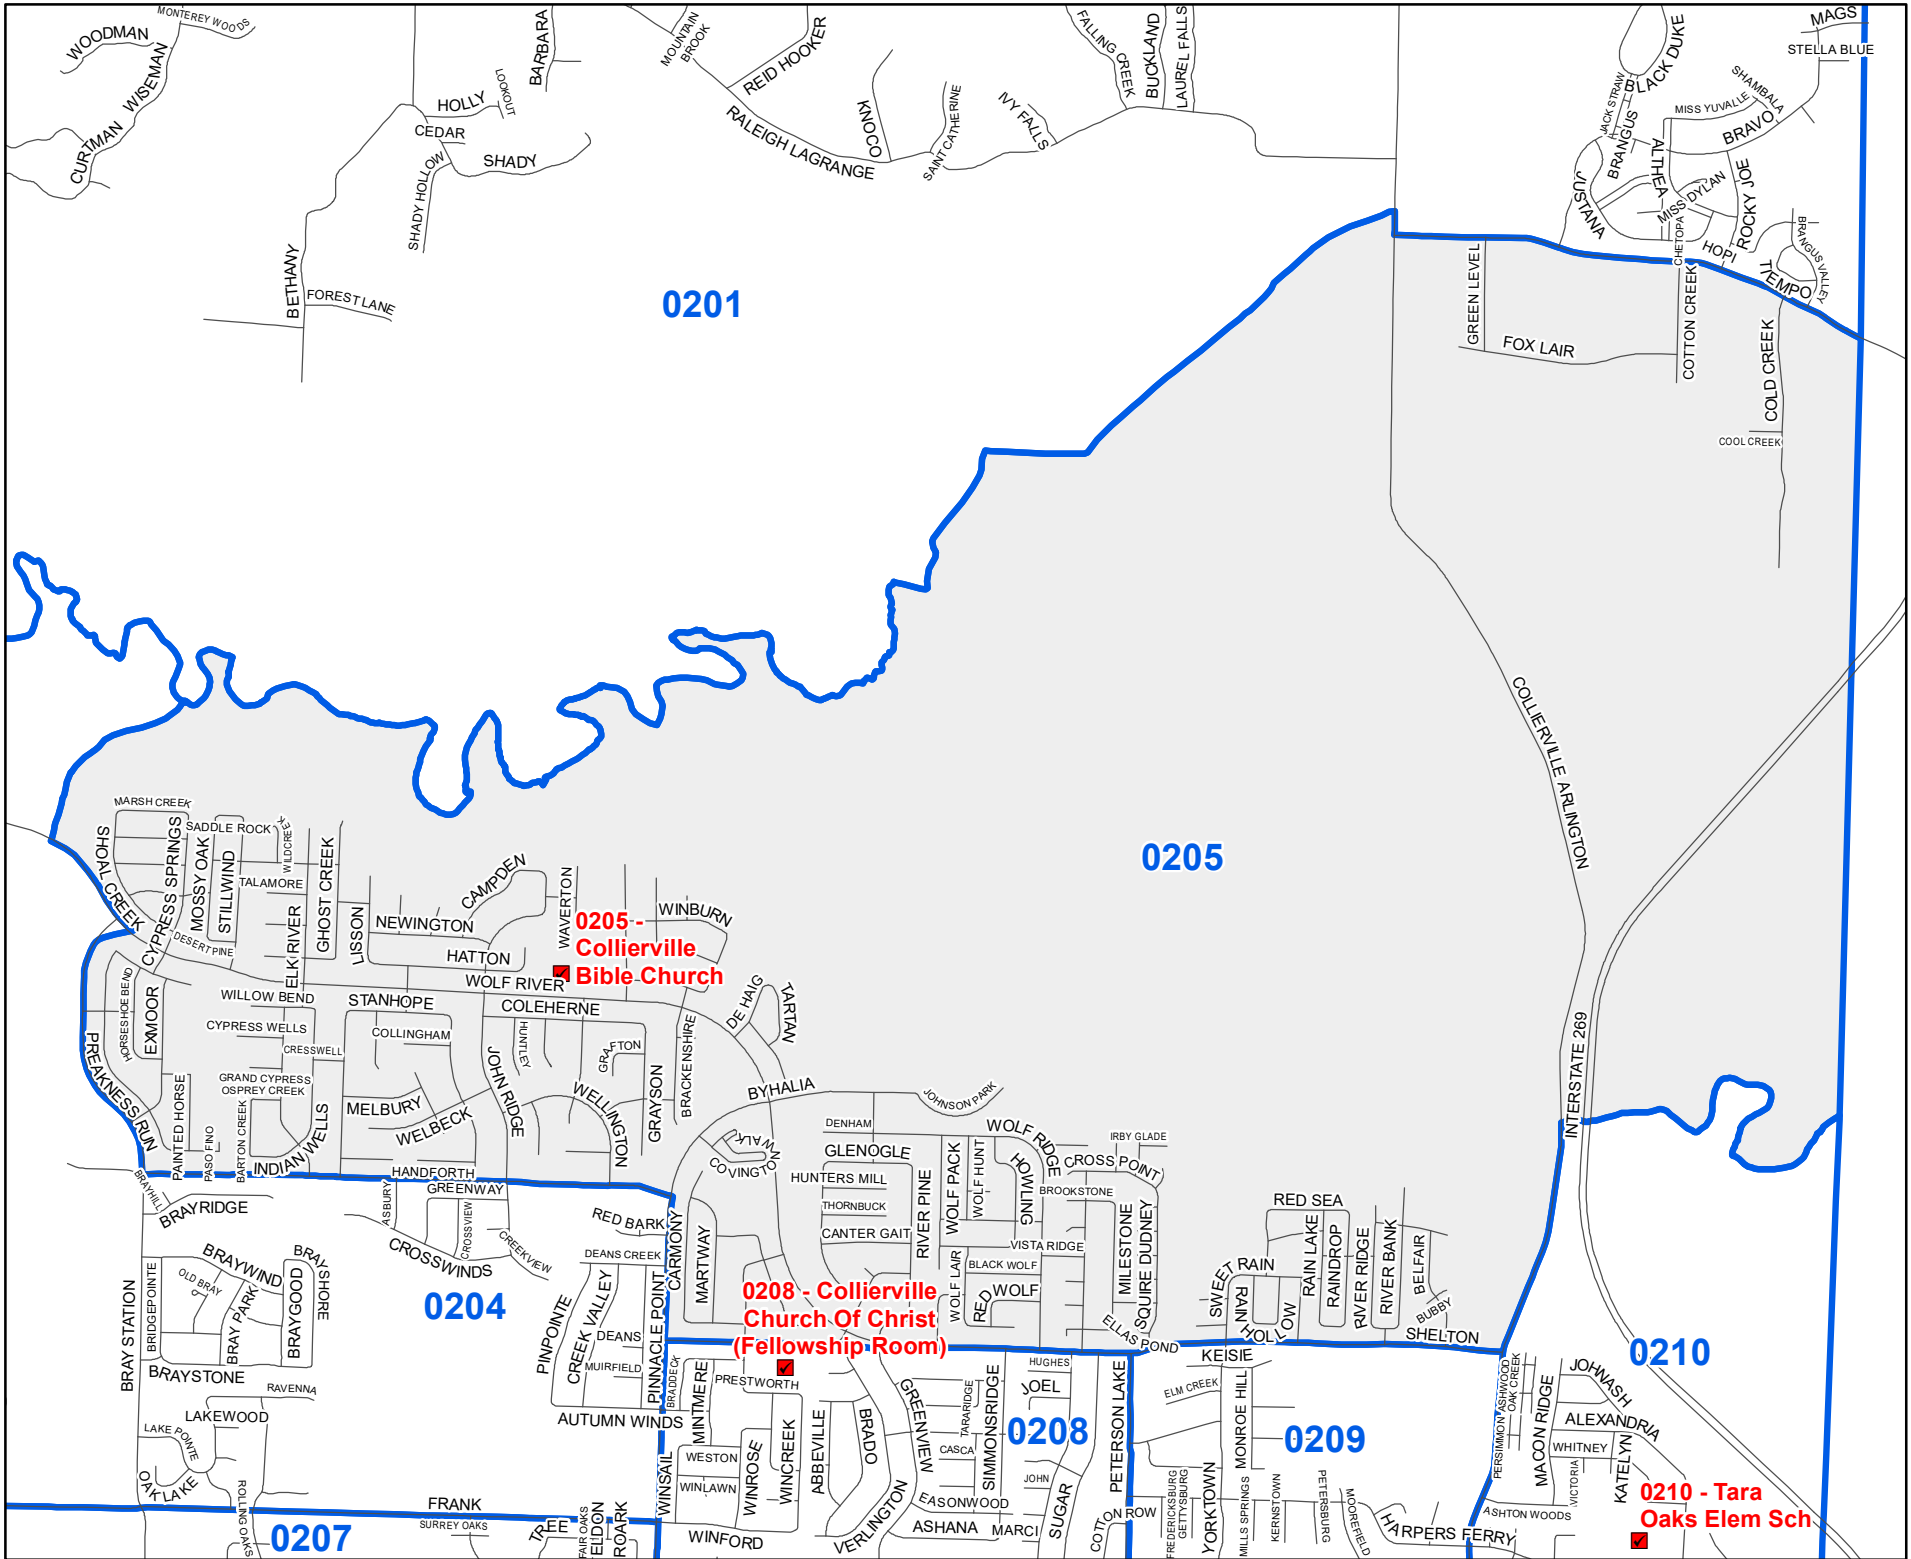 WOODMAN
MONTEREY WOODS
WISEMAN
CURTMAN
BARBARA
LOOKOUT
HOLLY
CEDAR
SHADY
SHADY HOLLOW
BETHANY
FOREST LANE
MOUNTAIN
BROOK
REID HOOKER
RALEIGH LAGRANGE
KNOCO
SAINT CATHERINE
IVY FALLS
FALLING CREEK
BUCKLAND
LAUREL FALLS
MAGS
STELLA BLUE
BLACK DUKE
JACK STRAW
SHAMBALA
MISS YUVALLE
BRAVO
BRANGUS
ALTHEA
JUSTANA
MISS DYLAN
ROCKY JOE
CHETOPA
HOPI
TIEMPO
BRANGUS VALLEY
0201
GREEN LEVEL
FOX LAIR
COTTON CREEK
COLD CREEK
COOL CREEK
COLLIERVILLE ARLINGTON
INTERSTATE 269
0205
MARSH CREEK
SHOAL CREEK
CYPRESS SPRINGS
SADDLE ROCK
WILDCREEK
MOSSY OAK
STILLWIND
TALAMORE
GHOST CREEK
ELK RIVER
DESERT PINE
LISSON
NEWINGTON
CAMPDEN
HATTON
WAVERTON
WINBURN
0205 -
Collierville
Bible Church
WOLF RIVER
COLEHERNE
WILLOW BEND
STANHOPE
HORSESHOE BEND
EXMOOR
CYPRESS WELLS
COLLINGHAM
CRESSWELL
HUNTLEY
GRAFTON
DE HAIG
TARTAN
BRACKENSHIRE
GRAYSON
JOHN RIDGE
WELLINGTON
PREAKNESS RUN
PAINTED HORSE
PASO FINO
GRAND CYPRESS
OSPREY CREEK
BARTON CREEK
INDIAN WELLS
MELBURY
WELBECK
HANDFORTH
BYHALIA
JOHNSON PARK
WALKUN
COVINGTON
DENHAM
GLENOGLE
HUNTERS MILL
THORNBUCK
CANTER GAIT
RIVER PINE
WOLF PACK
WOLF HUNT
WOLF RIDGE
HOWLING
CROSS POINT
IRBY GLADE
BROOKSTONE
VISTA RIDGE
BLACK WOLF
WOLF LAIR
RED WOLF
MILESTONE
SQUIRE DUDNEY
ELLAS POND
RED SEA
SWEET RAIN
RAIN HOLLOW
RAIN LAKE
RAINDROP
RIVER RIDGE
RIVER BANK
BELFAIR
BUBBY
SHELTON
BRAYHILL
BRAYRIDGE
ASBURY
GREENWAY
CROSSVIEW
CROSSWINDS
CREEKVIEW
RED BARK
DEANS CREEK
CARMONY
MARTWAY
BRAY STATION
BRIDGEPOINTE
BRAYWIND
OLD BRAY
BRAY PARK
BRAYGOOD
BRAYSHORE
BRAYSTONE
RAVENNA
0204
PINPOINTE
CREEK VALLEY
DEANS
MUIRFIELD
PINNACLE POINT
AUTUMN WINDS
0208 - Collierville
Church Of Christ
(Fellowship Room)
BRADDECK
MINTMERE
PRESTWORTH
WESTON
WINLAWN
WINROSE
WINCREEK
WINSAIL
WINFORD
ABBEVILLE
BRADO
VERLINGTON
GREENVIEW
TARARIDGE
CASCA
SIMMONSRIDGE
EASONWOOD
ASHANA
MARCI
HUGHES
JOEL
0208
JOHN
SUGAR
PETERSON LAKE
COTTON ROW
KEISIE
ELM CREEK
MONROE HILL
0209
FREDERICKSBURG
GETTYSBURG
YORKTOWN
MILLS SPRINGS
KERNSTOWN
PETERSBURG
MOOREFIELD
HARPERS FERRY
0210
PERSIMMON ASHWOOD
OAK CREEK
MACON RIDGE
JOHNASH
ALEXANDRIA
WHITNEY
VICTORIA
KATELYN
ASHTON WOODS
0210 - Tara
Oaks Elem Sch
LAKEWOOD
LAKE POINTE
OAK LAKE
ROLLING OAKS
FRANK
0207
SURREY OAKS
TREE
FAIR OAKS
ELDON
ROARK